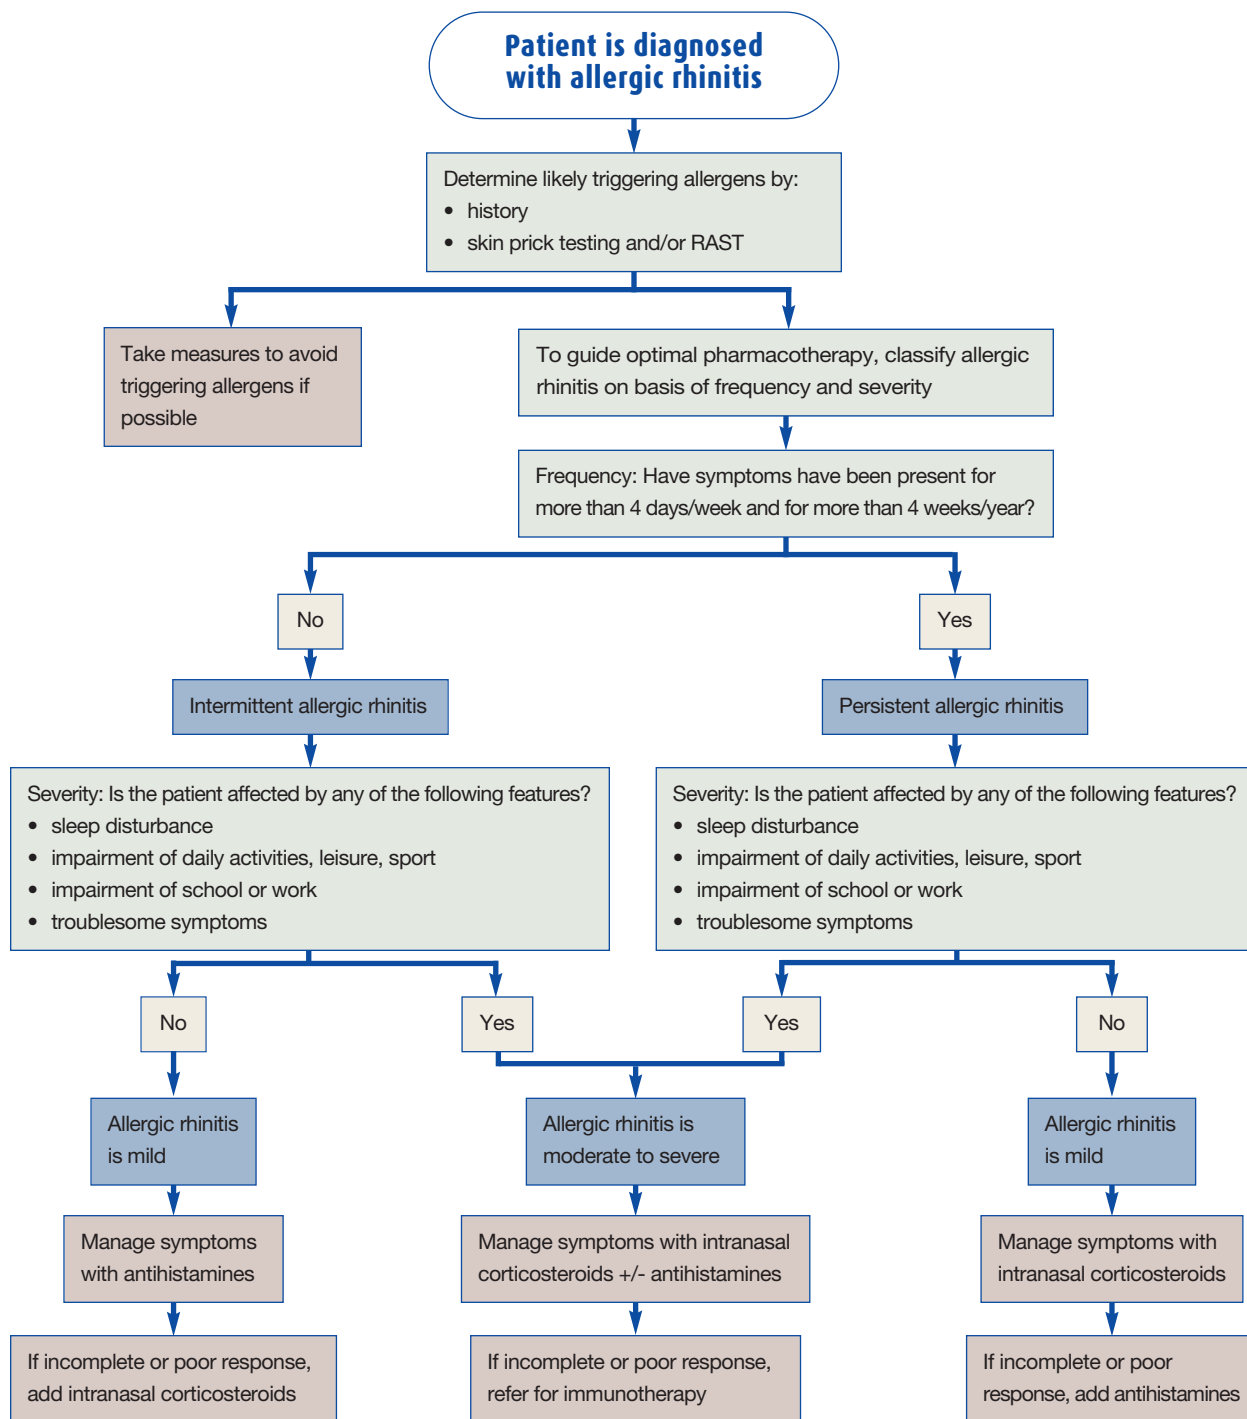 Patient is diagnosed
with allergic rhinitis
Determine likely triggering allergens by:
• history
• skin prick testing and/or RAST
Take measures to avoid
triggering allergens if
possible
To guide optimal pharmacotherapy, classify allergic
rhinitis on basis of frequency and severity
Frequency: Have symptoms have been present for
more than 4 days/week and for more than 4 weeks/year?
No
Yes
Intermittent allergic rhinitis
Persistent allergic rhinitis
Severity: Is the patient affected by any of the following features?
• sleep disturbance
• impairment of daily activities, leisure, sport
• impairment of school or work
• troublesome symptoms
Severity: Is the patient affected by any of the following features?
• sleep disturbance
• impairment of daily activities, leisure, sport
• impairment of school or work
• troublesome symptoms
No
Yes
Yes
No
Allergic rhinitis
is mild
Allergic rhinitis is
moderate to severe
Allergic rhinitis
is mild
Manage symptoms
with antihistamines
Manage symptoms with intranasal
corticosteroids +/- antihistamines
Manage symptoms with
intranasal corticosteroids
If incomplete or poor response,
add intranasal corticosteroids
If incomplete or poor response,
refer for immunotherapy
If incomplete or poor
response, add antihistamines